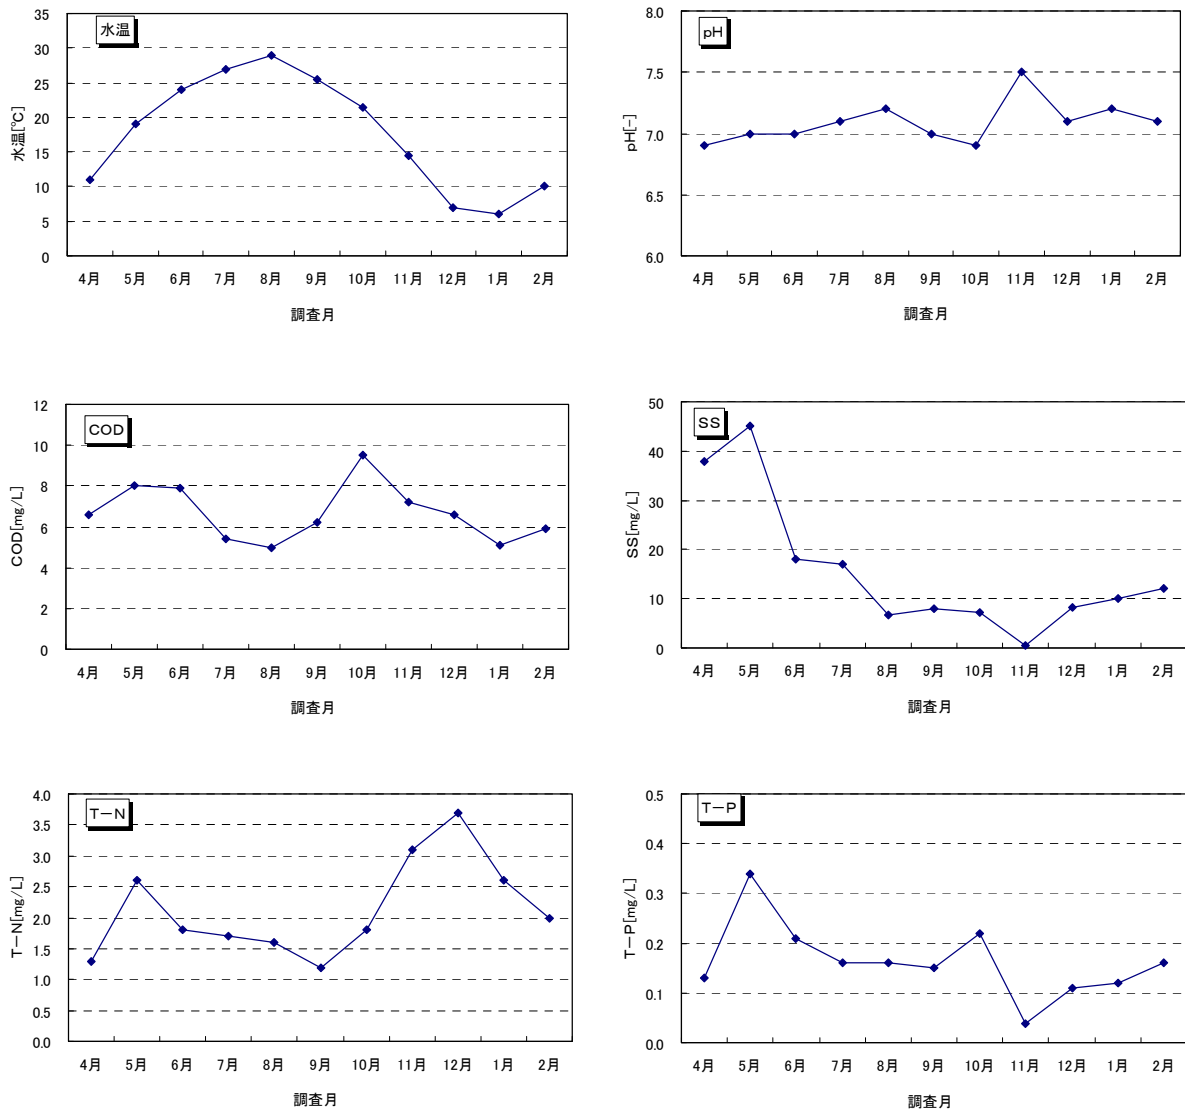 水温
35
30
25
20
15
10
5
0
水温[℃]
4月 5月 6月 7月 8月 9月 10月 11月 12月 1月 2月
調査月
pH
8.0
7.5
7.0
6.5
6.0
pH[-]
4月 5月 6月 7月 8月 9月 10月 11月 12月 1月 2月
調査月
COD
12
10
8
6
4
2
0
COD[mg/L]
4月 5月 6月 7月 8月 9月 10月 11月 12月 1月 2月
調査月
SS
50
40
30
20
10
0
SS[mg/L]
4月 5月 6月 7月 8月 9月 10月 11月 12月 1月 2月
調査月
T－N
4.0
3.5
3.0
2.5
2.0
1.5
1.0
0.5
0.0
T－N[mg/L]
4月 5月 6月 7月 8月 9月 10月 11月 12月 1月 2月
調査月
T－P
0.5
0.4
0.3
0.2
0.1
0.0
T－P[mg/L]
4月 5月 6月 7月 8月 9月 10月 11月 12月 1月 2月
調査月